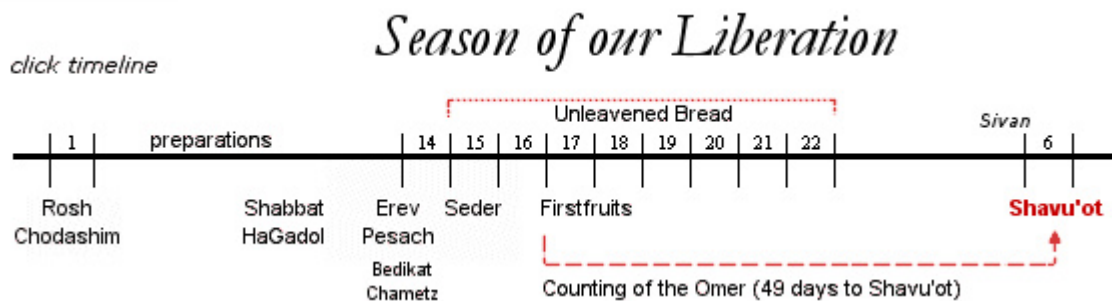 Season of our Liberation
click timeline
Unleavened Bread
Sivan
1 preparations 14 15 16 17 18 19 20 21 22 6
Rosh Chodashim
Shabbat HaGadol
Erev Pesach
Seder
Firstfruits
Shavu'ot
Bedikat Chametz
Counting of the Omer (49 days to Shavu'ot)